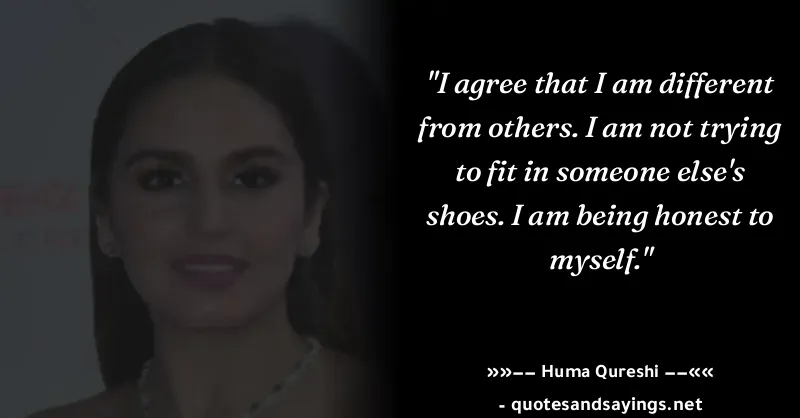 "I agree that I am different
from others. I am not trying
to fit in someone else's
shoes. I am being honest to
myself."
»»−− Huma Qureshi −−««
- quotesandsayings.net